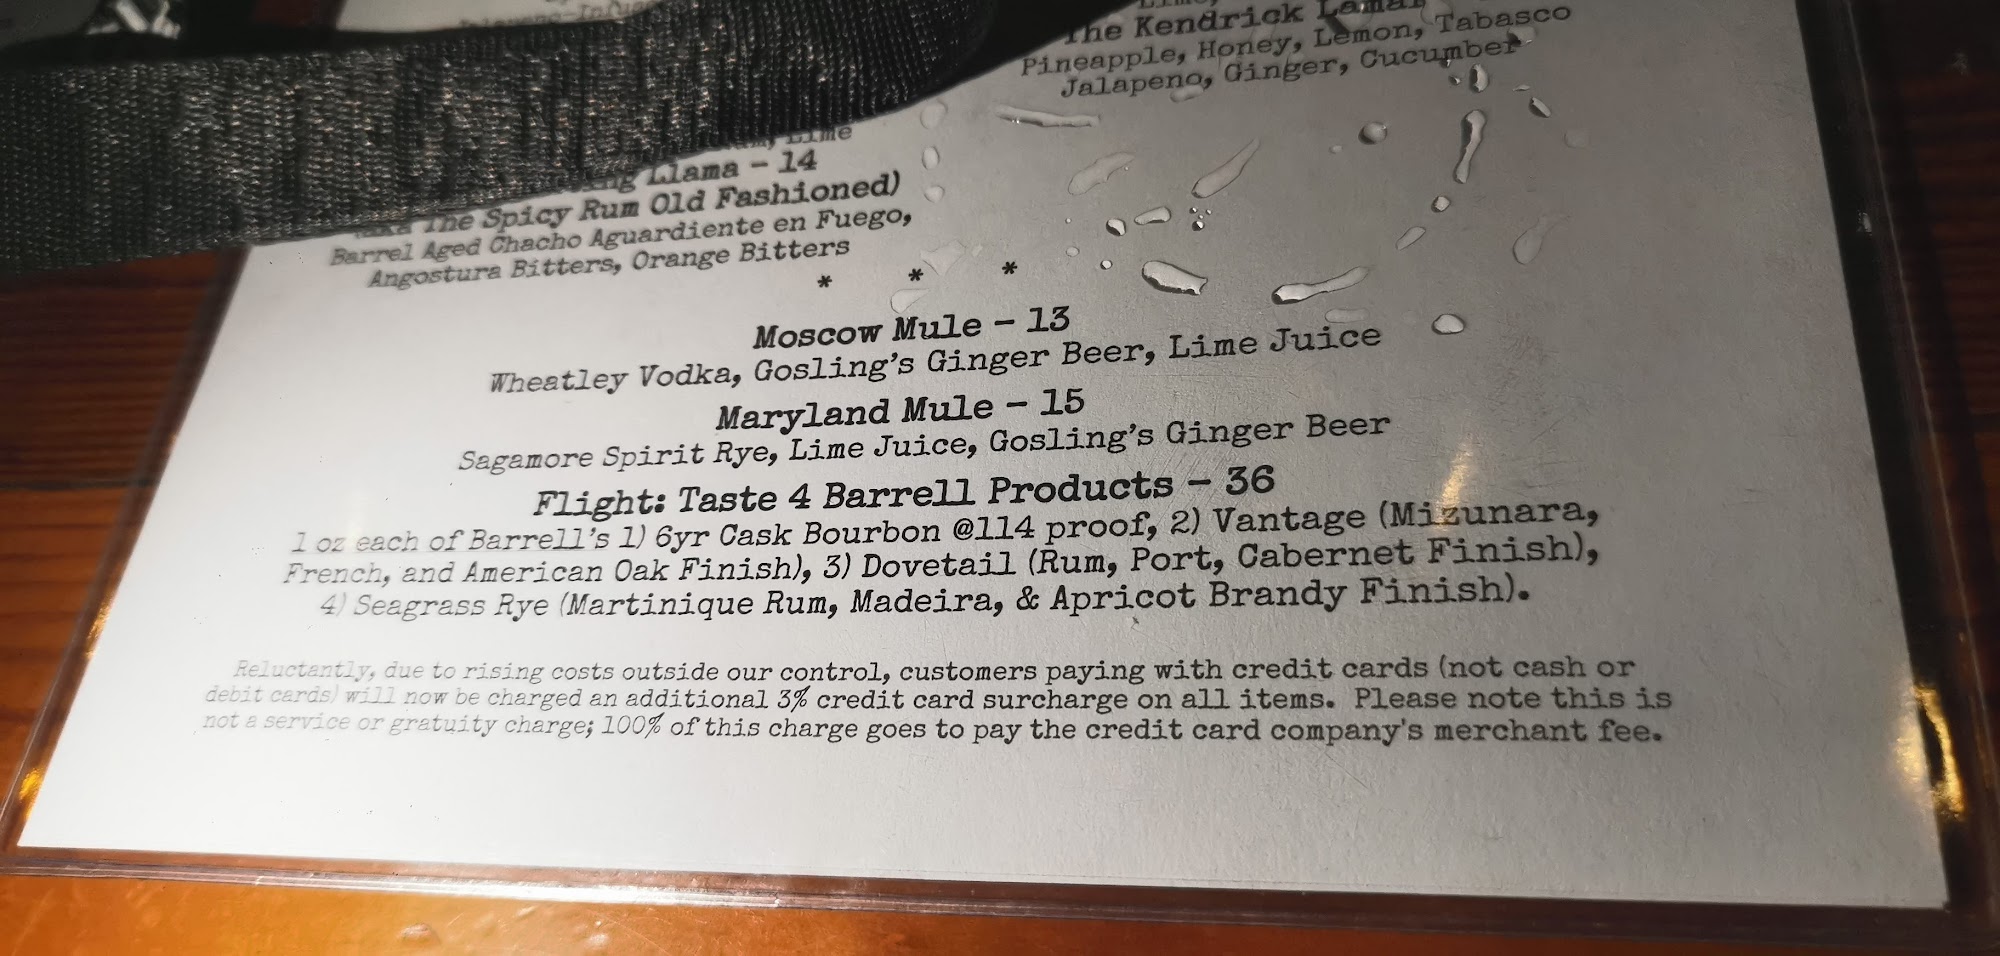 The Kendrick Lamar
Pineapple, Honey, Lemon, Tabasco
Jalapeno, Ginger, Cucumber
Lime
Llama – 14
The Spicy Rum Old Fashioned)
Barrel Aged Chacho Aguardiente en Fuego,
Angostura Bitters, Orange Bitters
* * *
Moscow Mule – 13
Wheatley Vodka, Gosling's Ginger Beer, Lime Juice
Maryland Mule – 15
Sagamore Spirit Rye, Lime Juice, Gosling's Ginger Beer
Flight: Taste 4 Barrell Products – 36
1 oz each of Barrell's 1) 6yr Cask Bourbon @114 proof, 2) Vantage (Mizunara,
French, and American Oak Finish), 3) Dovetail (Rum, Port, Cabernet Finish),
4) Seagrass Rye (Martinique Rum, Madeira, & Apricot Brandy Finish).
Reluctantly, due to rising costs outside our control, customers paying with credit cards (not cash or
debit cards) will now be charged an additional 3% credit card surcharge on all items. Please note this is
not a service or gratuity charge; 100% of this charge goes to pay the credit card company's merchant fee.